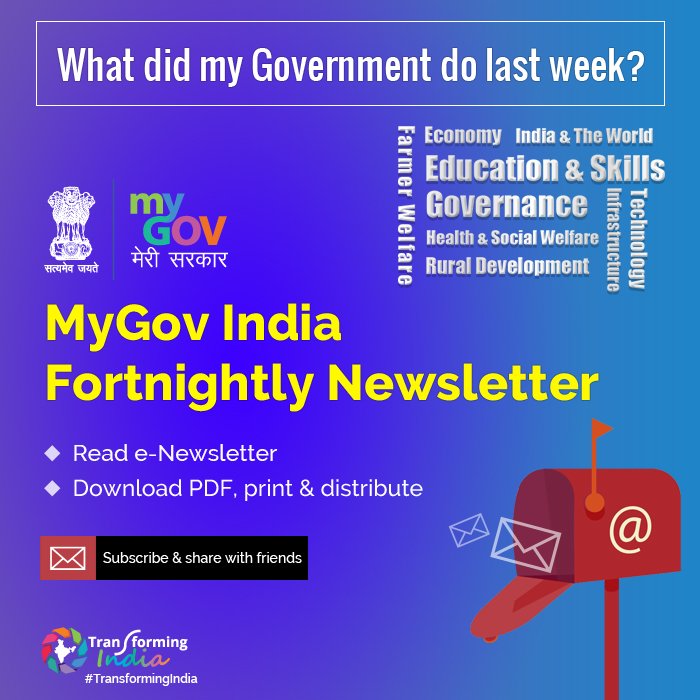 What did my Government do last week?
Farmer Welfare
Economy India & The World
Education & Skills
Governance
Health & Social Welfare
Rural Development
Infrastructure
Technology
सत्यमेव जयते
my
GOV
मेरी सरकार
MyGov India
Fortnightly Newsletter
Read e-Newsletter
Download PDF, print & distribute
@
Subscribe & share with friends
Transforming
India
#TransformingIndia